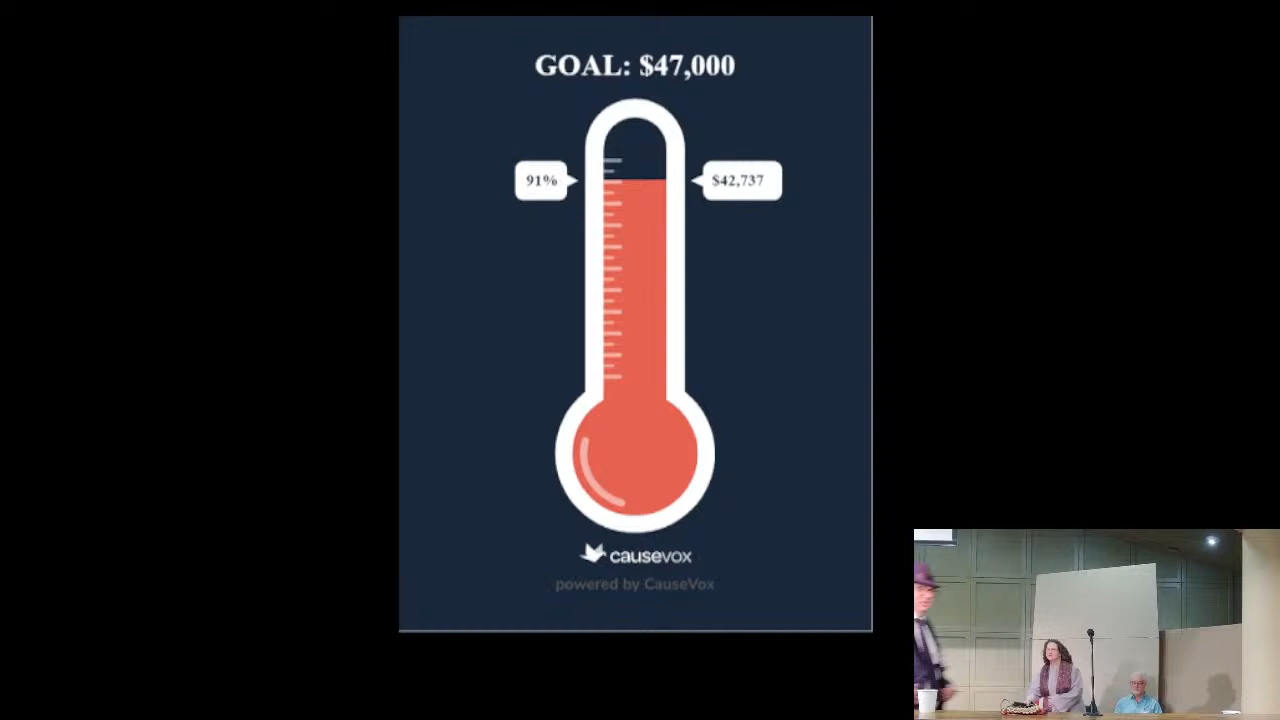 GOAL: $47,000
91%
$42,737
causevox
powered by CauseVox